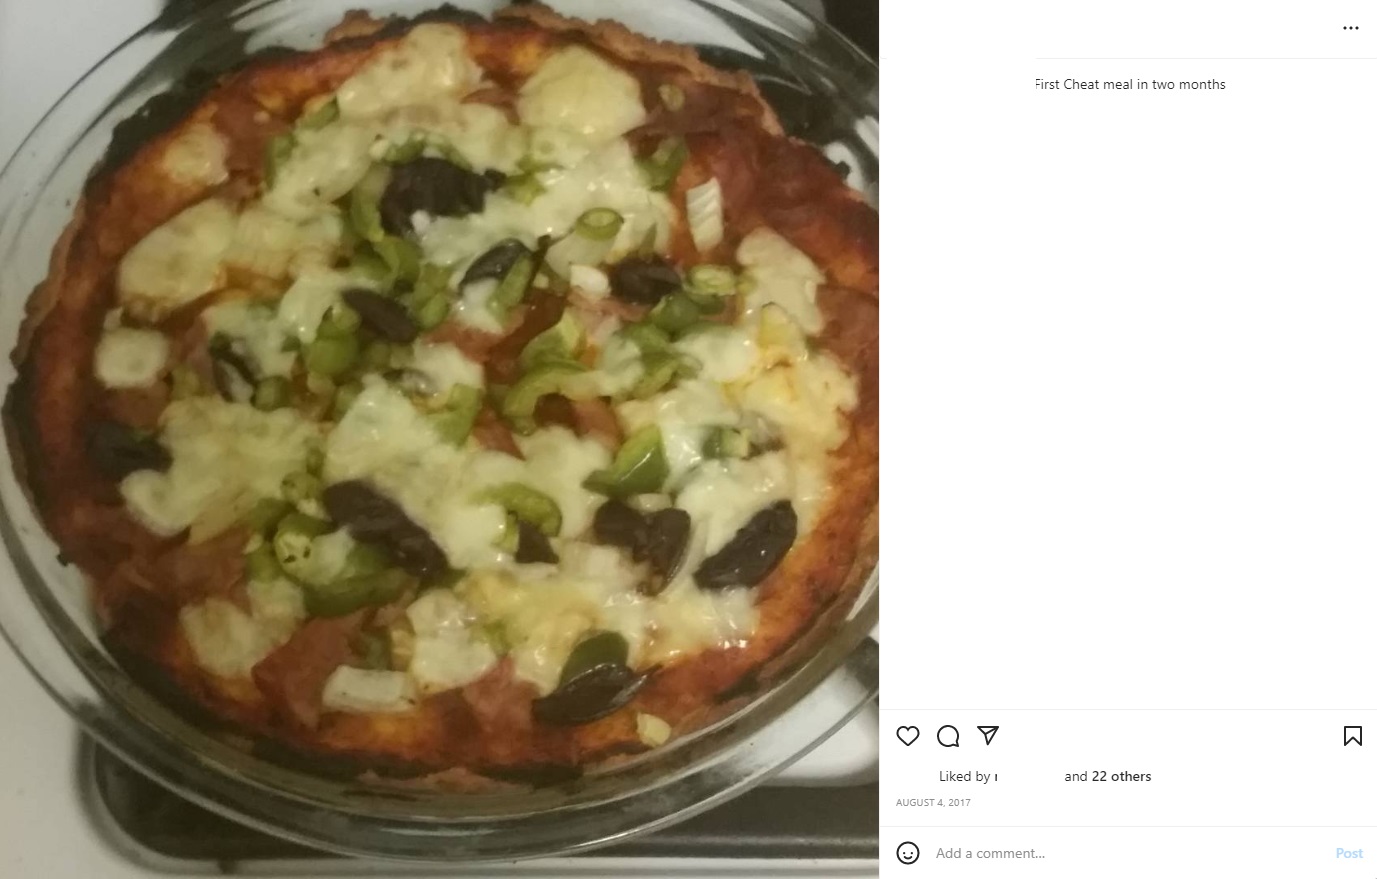 First Cheat meal in two months
Liked by and 22 others
AUGUST 4, 2017
Add a comment... Post